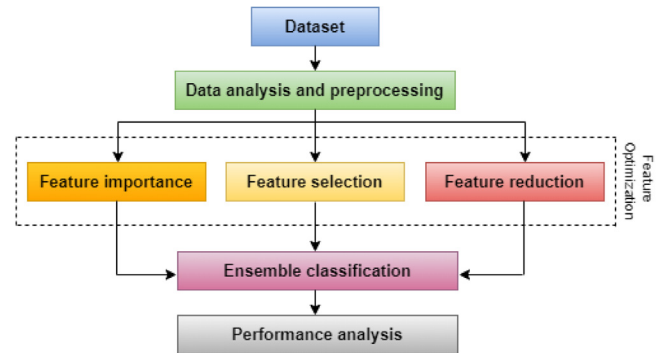 Dataset
Data analysis and preprocessing
Feature importance
Feature selection
Feature reduction
Feature
Optimization
Ensemble classification
Performance analysis